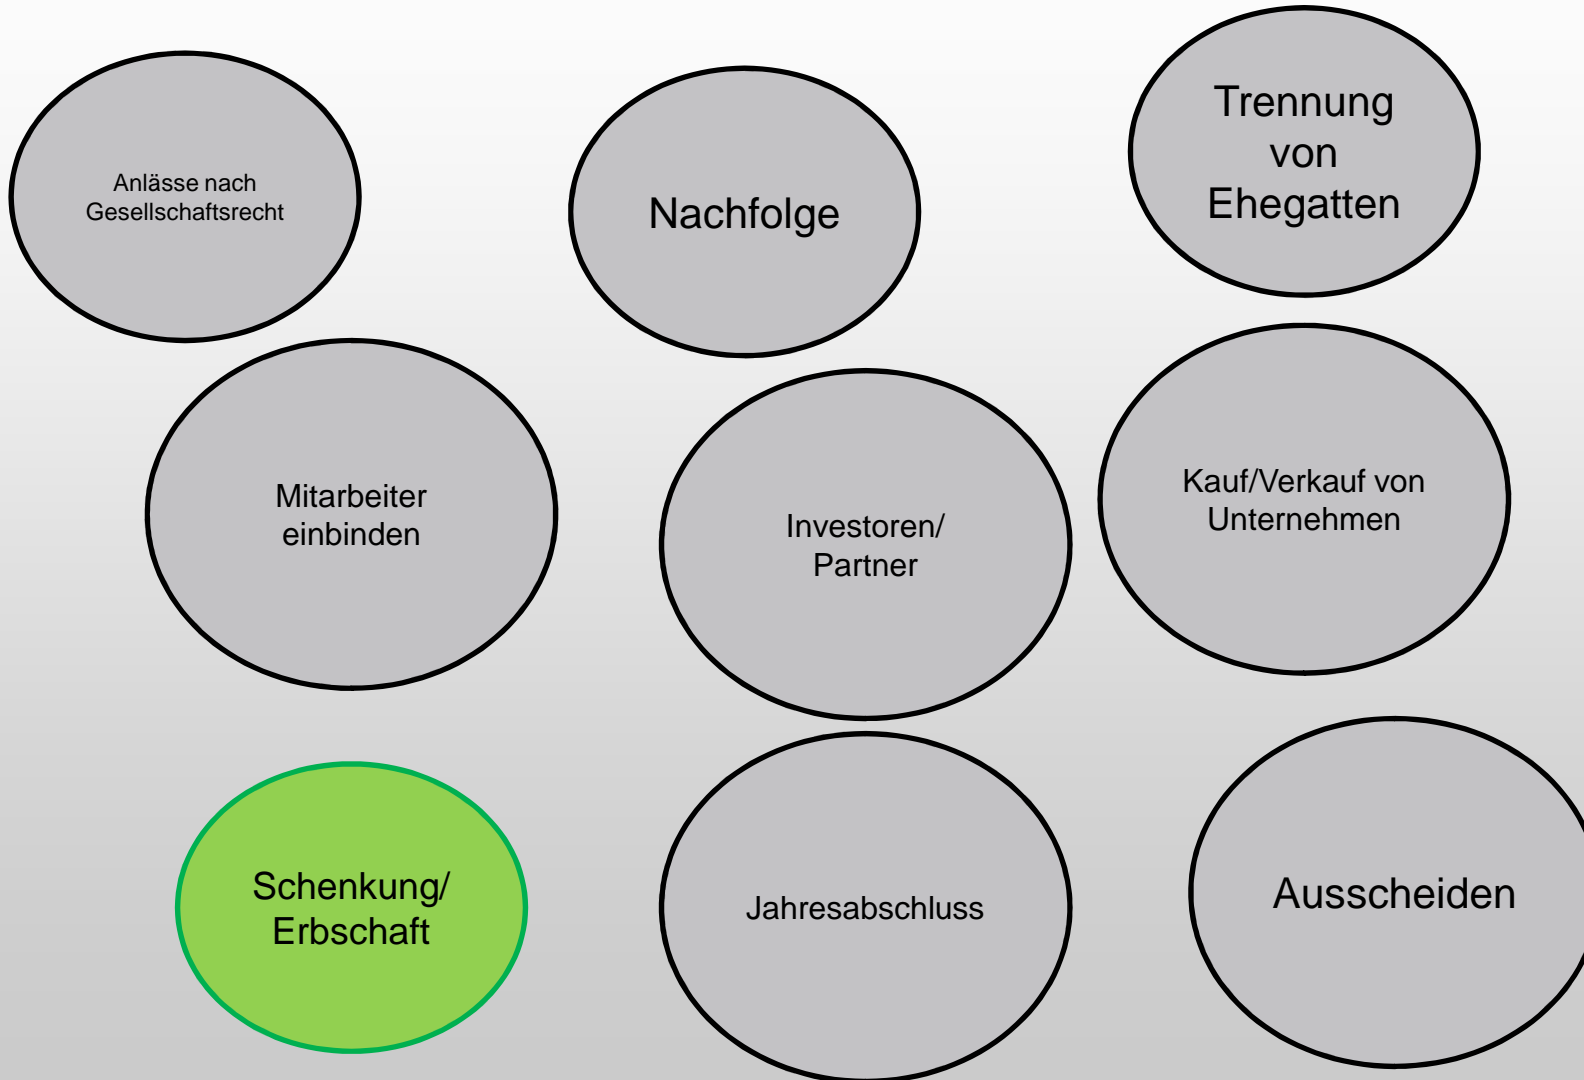 Anlässe nach
Gesellschaftsrecht
Nachfolge
Trennung
von
Ehegatten
Mitarbeiter
einbinden
Investoren/
Partner
Kauf/Verkauf von
Unternehmen
Schenkung/
Erbschaft
Jahresabschluss
Ausscheiden